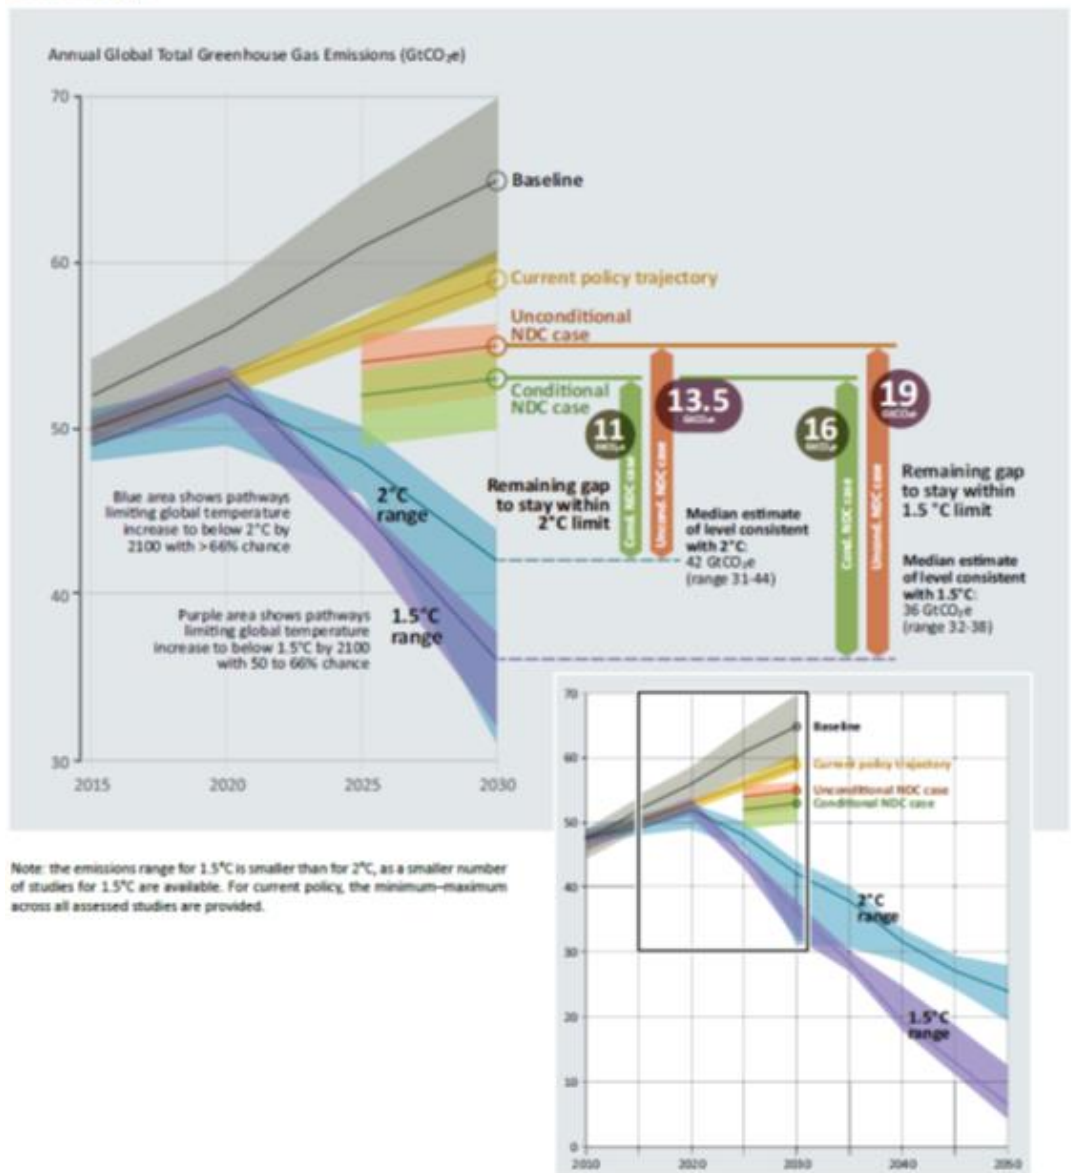 Annual Global Total Greenhouse Gas Emissions (GtCO₂e)
70
60
50
40
30
2015
2020
2025
2030
Baseline
Current policy trajectory
Unconditional
NDC case
Conditional
NDC case
2°C
range
1.5°C
range
Blue area shows pathways
limiting global temperature
increase to below 2°C by
2100 with >66% chance
Purple area shows pathways
limiting global temperature
increase to below 1.5°C by 2100
with 50 to 66% chance
11
GtCO₂e
13.5
GtCO₂e
Cond. NDC case
Uncond. NDC case
Remaining gap
to stay within
2°C limit
Median estimate
of level consistent
with 2°C:
42 GtCO₂e
(range 31-44)
16
GtCO₂e
19
GtCO₂e
Cond. NDC case
Uncond. NDC case
Remaining gap
to stay within
1.5 °C limit
Median estimate
of level consistent
with 1.5°C:
36 GtCO₂e
(range 32-38)
70
60
50
40
30
20
10
0
2010
2020
2030
2040
2050
Baseline
Current policy trajectory
Unconditional NDC case
Conditional NDC case
2°C
range
1.5°C
range
Note: the emissions range for 1.5°C is smaller than for 2°C, as a smaller number
of studies for 1.5°C are available. For current policy, the minimum–maximum
across all assessed studies are provided.